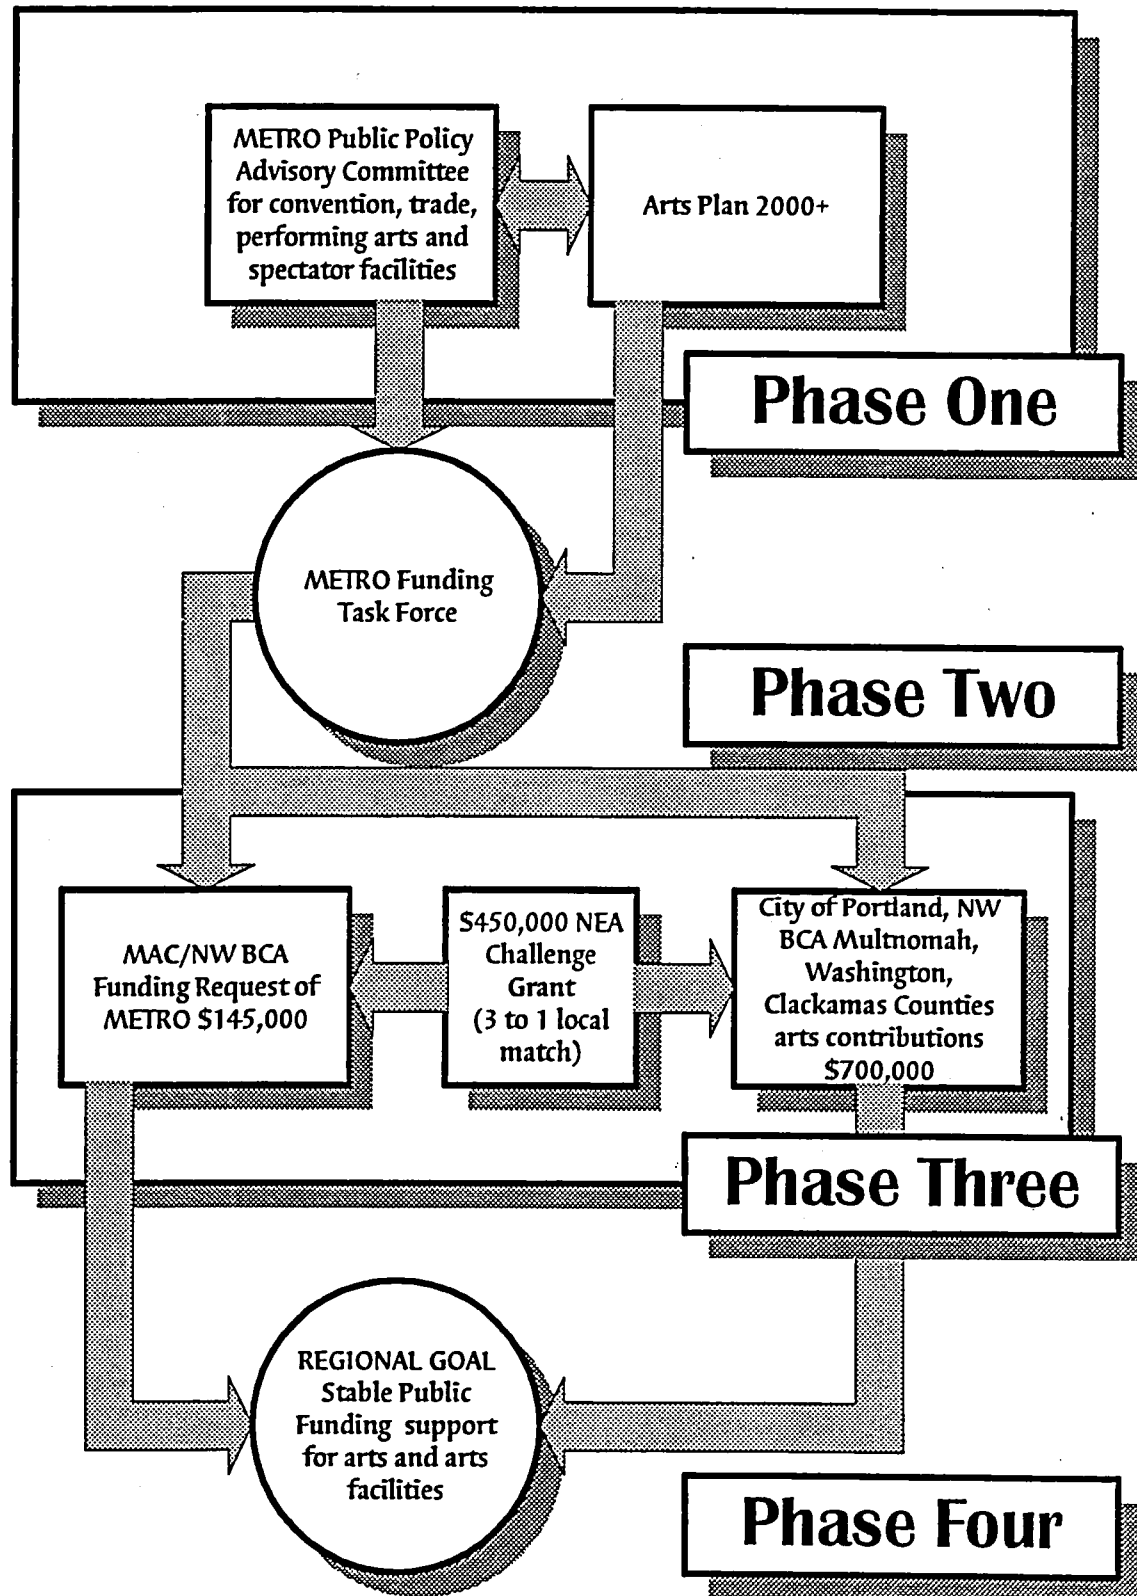 METRO Public Policy
Advisory Committee
for convention, trade,
performing arts and
spectator facilities
Arts Plan 2000+
Phase One
METRO Funding
Task Force
Phase Two
MAC/NW BCA
Funding Request of
METRO $145,000
$450,000 NEA
Challenge
Grant
(3 to 1 local
match)
City of Portland, NW
BCA Multnomah,
Washington,
Clackamas Counties
arts contributions
$700,000
Phase Three
REGIONAL GOAL
Stable Public
Funding support
for arts and arts
facilities
Phase Four